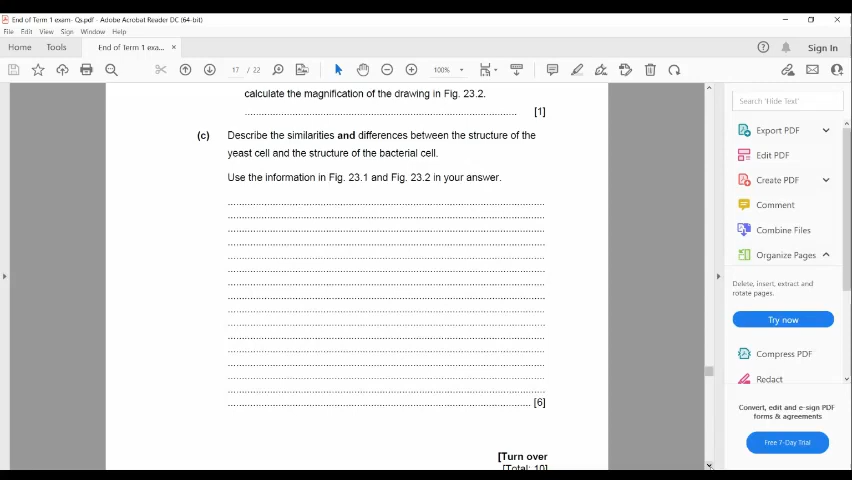 End of Term 1 exam- Qs.pdf - Adobe Acrobat Reader DC (64-bit)
File Edit View Sign Window Help
Home Tools End of Term 1 exa... × Sign In
17 / 22 100%
Search 'Hide Text'
calculate the magnification of the drawing in Fig. 23.2.
[1]
(c) Describe the similarities and differences between the structure of the
yeast cell and the structure of the bacterial cell.
Use the information in Fig. 23.1 and Fig. 23.2 in your answer.
[6]
[Turn over
[Total: 10]
Export PDF
Edit PDF
Create PDF
Comment
Combine Files
Organize Pages
Delete, insert, extract and
rotate pages.
Try now
Compress PDF
Redact
Convert, edit and e-sign PDF
forms & agreements
Free 7-Day Trial